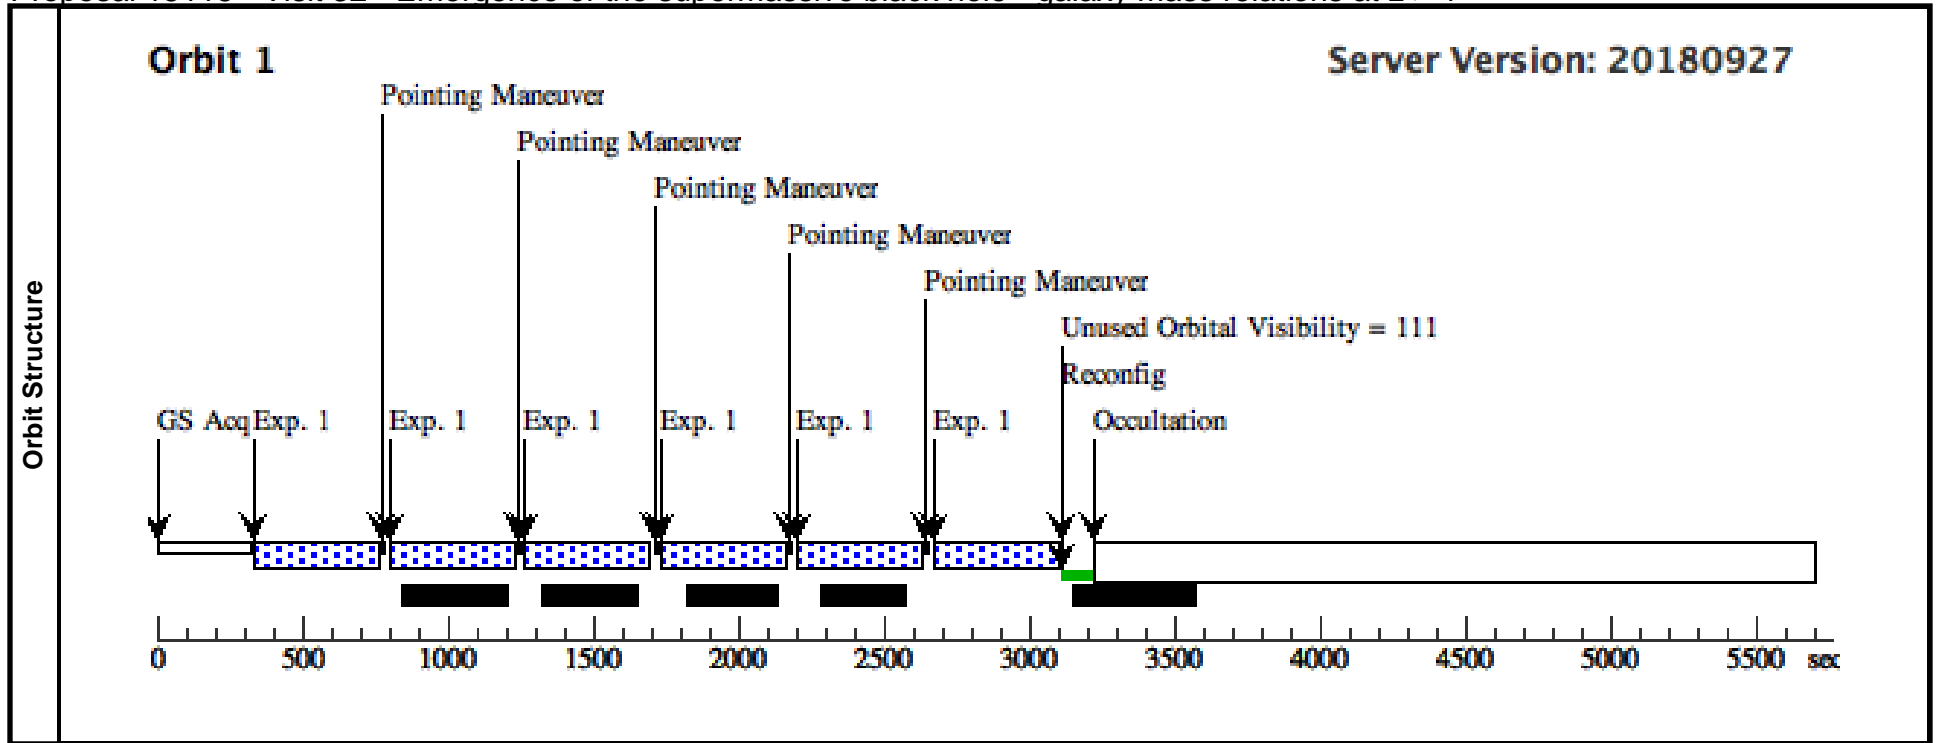 Orbit 1
Server Version: 20180927
Pointing Maneuver
Pointing Maneuver
Pointing Maneuver
Pointing Maneuver
Pointing Maneuver
Unused Orbital Visibility = 111
Reconfig
GS Acq Exp. 1 Exp. 1 Exp. 1 Exp. 1 Exp. 1 Exp. 1 Occultation
Orbit Structure
0 500 1000 1500 2000 2500 3000 3500 4000 4500 5000 5500 sec